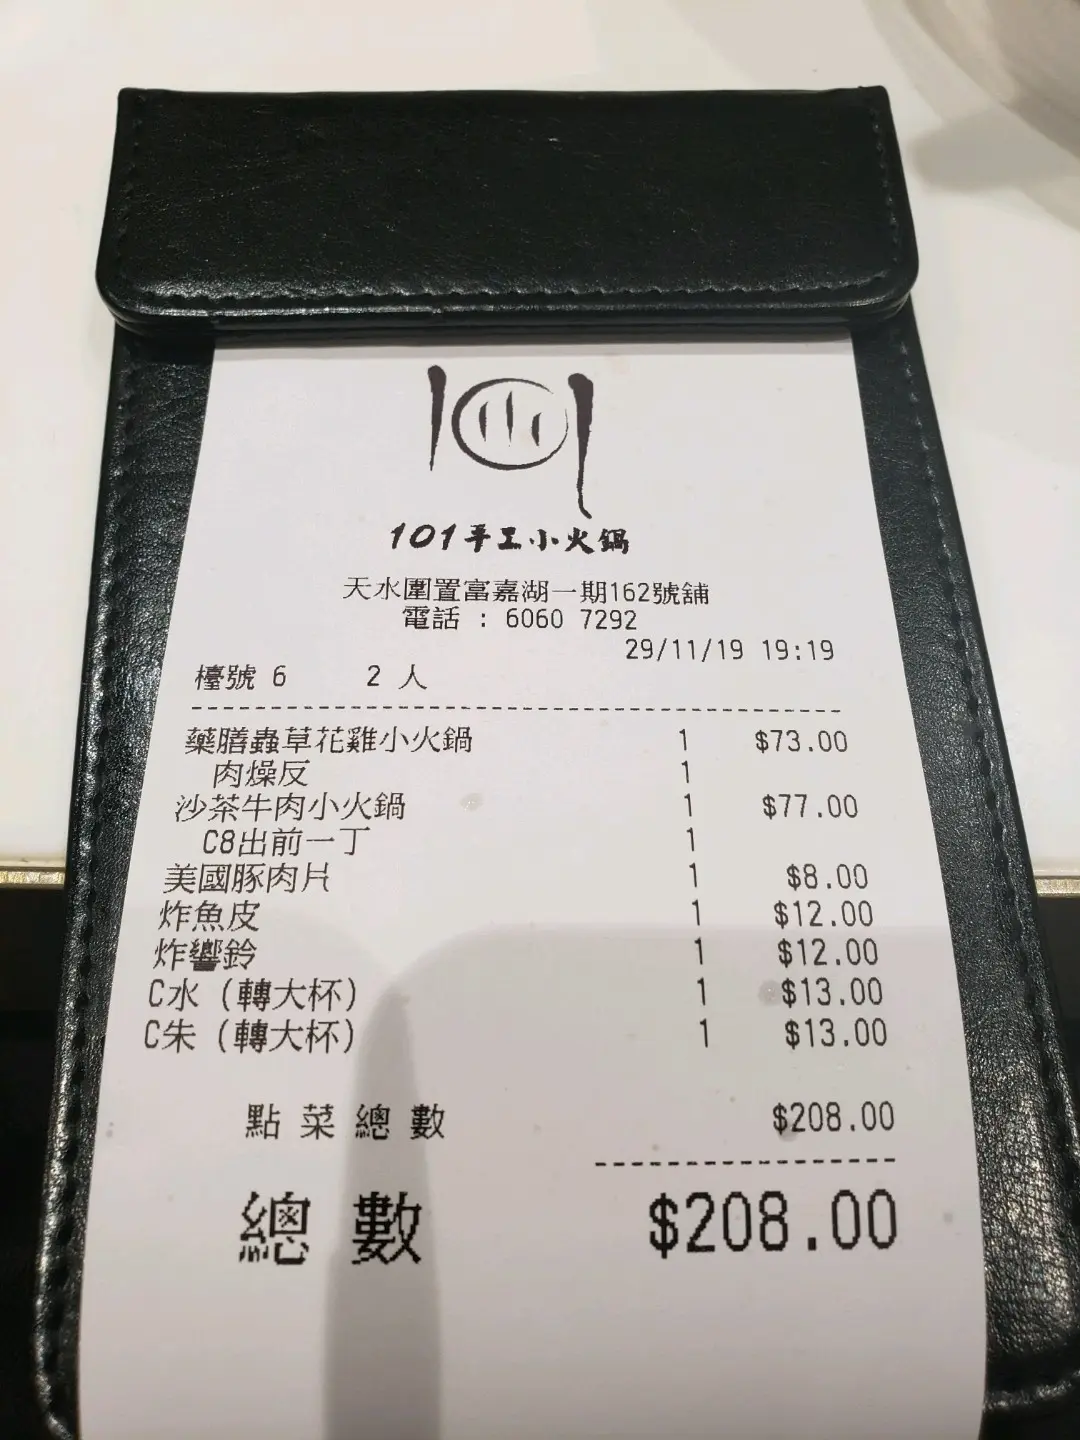 101手工小火鍋
天水圍置富嘉湖一期162號舖
電話 : 6060 7292
29/11/19 19:19
檯號 6 2 人
藥膳蟲草花雞小火鍋 1 $73.00
肉燥反 1
沙茶牛肉小火鍋 1 $77.00
C8出前一丁 1
美國豚肉片 1 $8.00
炸魚皮 1 $12.00
炸響鈴 1 $12.00
C水 (轉大杯) 1 $13.00
C朱 (轉大杯) 1 $13.00
點菜總數 $208.00
總數 $208.00